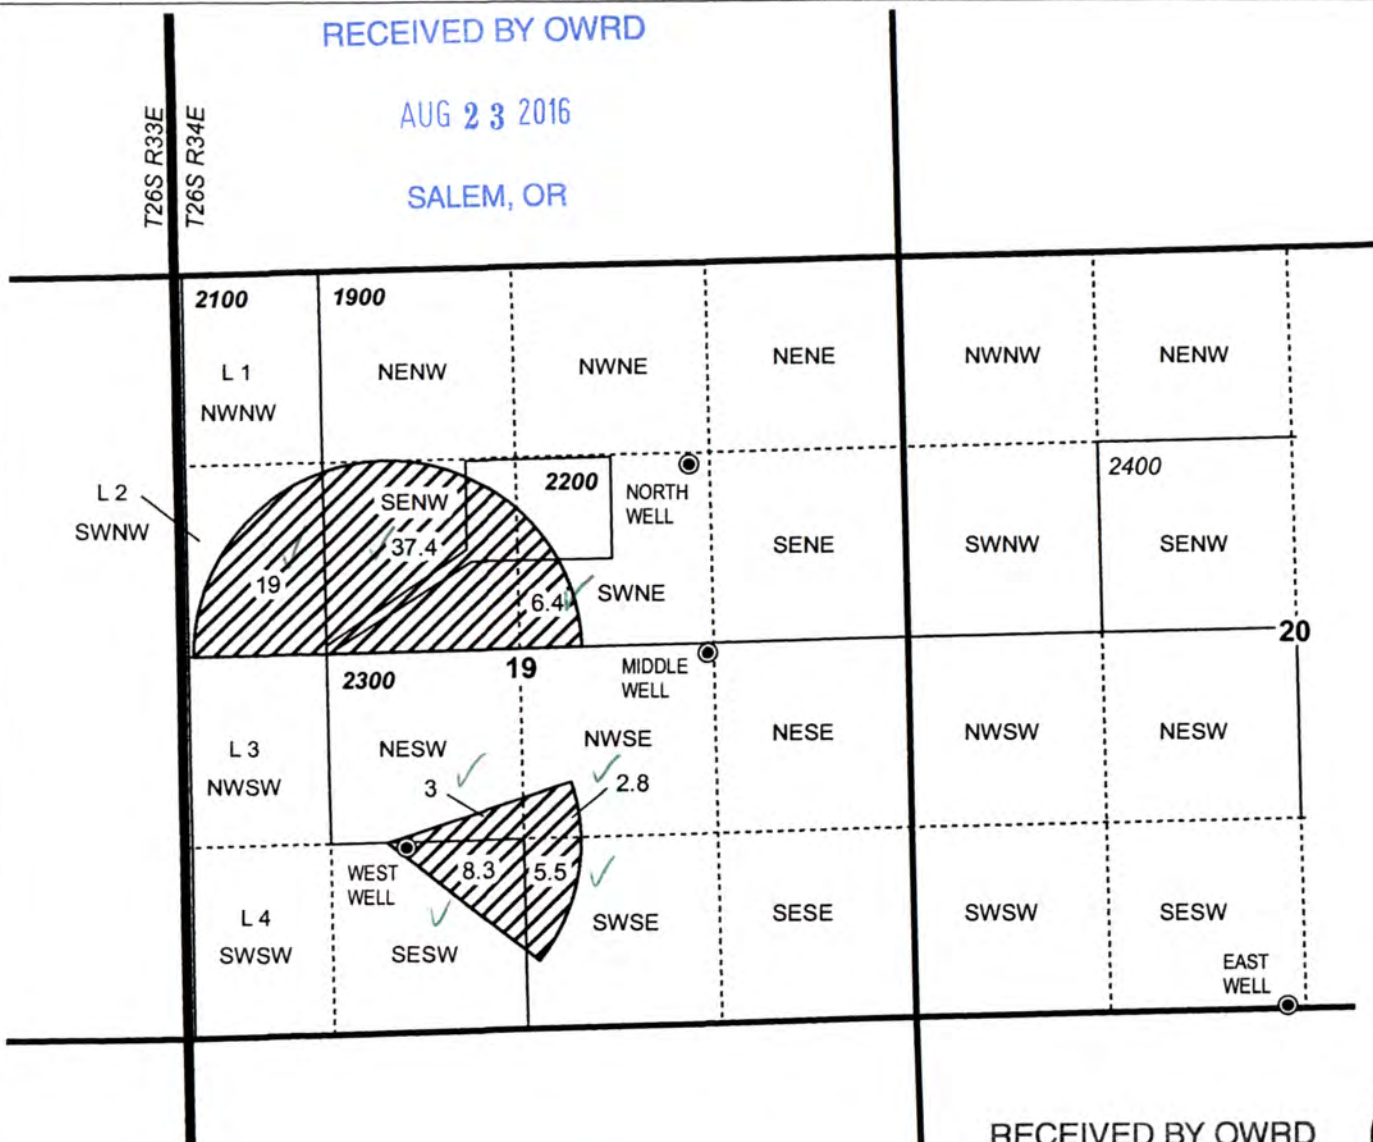 RECEIVED BY OWRD
AUG 23 2016
SALEM, OR
T26S R33E
T26S R34E
2100
1900
L 1
NWNW
NENW
NWNE
NENE
NWNW
NENW
L 2
SWNW
SENW
37.4
19
2200
6.4
SWNE
NORTH
WELL
SENE
SWNW
2400
SENW
2300
19
MIDDLE
WELL
20
L 3
NWSW
NESW
3
NWSE
2.8
NESE
NWSW
NESW
WEST
WELL
8.3
5.5
L 4
SWSW
SESW
SWSE
SESE
SWSW
SESW
EAST
WELL
RECEIVED BY OWRD